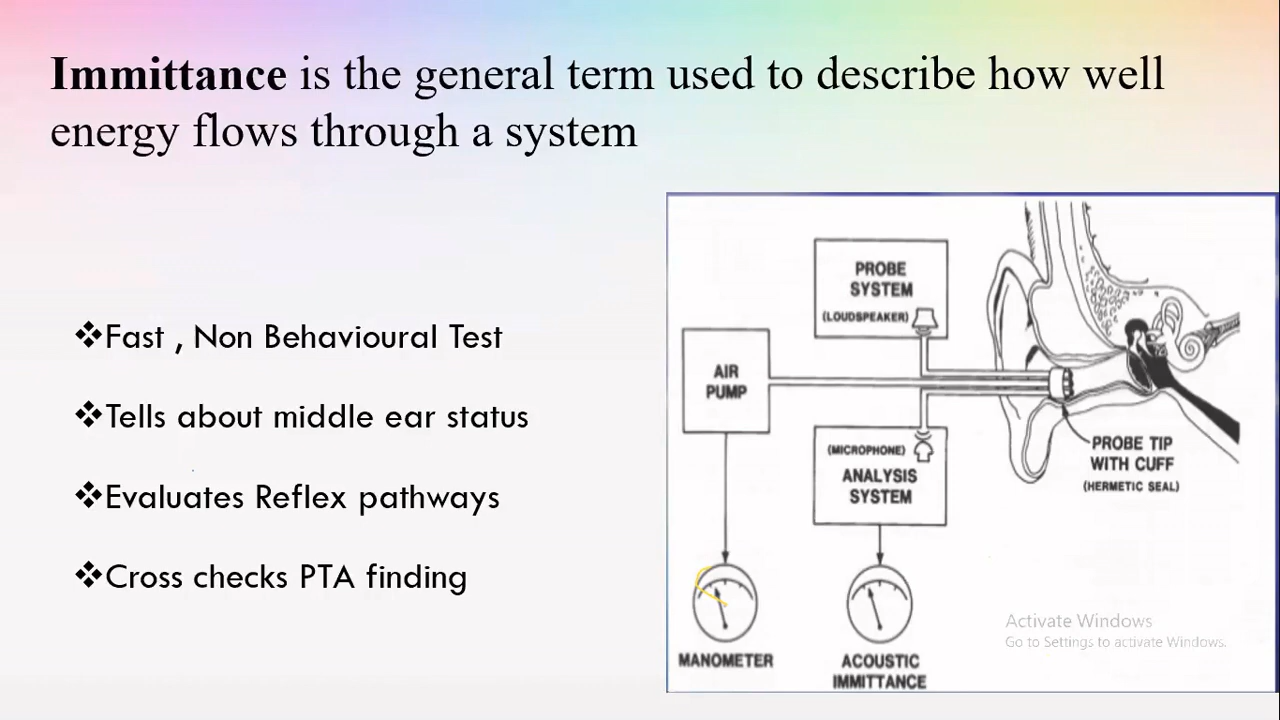 Immittance is the general term used to describe how well
energy flows through a system
❖Fast , Non Behavioural Test
❖Tells about middle ear status
❖Evaluates Reflex pathways
❖Cross checks PTA finding
PROBE
SYSTEM
(LOUDSPEAKER)
AIR
PUMP
(MICROPHONE)
ANALYSIS
SYSTEM
PROBE TIP
WITH CUFF
(HERMETIC SEAL)
MANOMETER
ACOUSTIC
IMMITTANCE
Activate Windows
Go to Settings to activate Windows.